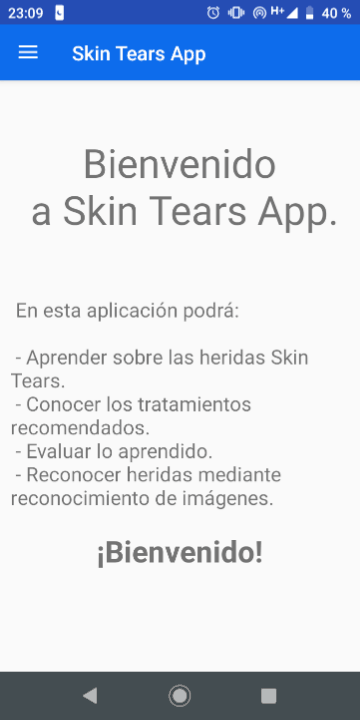 23:09 H+ 40 %
Skin Tears App
Bienvenido
a Skin Tears App.
En esta aplicación podrá:
- Aprender sobre las heridas Skin
Tears.
- Conocer los tratamientos
recomendados.
- Evaluar lo aprendido.
- Reconocer heridas mediante
reconocimiento de imágenes.
¡Bienvenido!